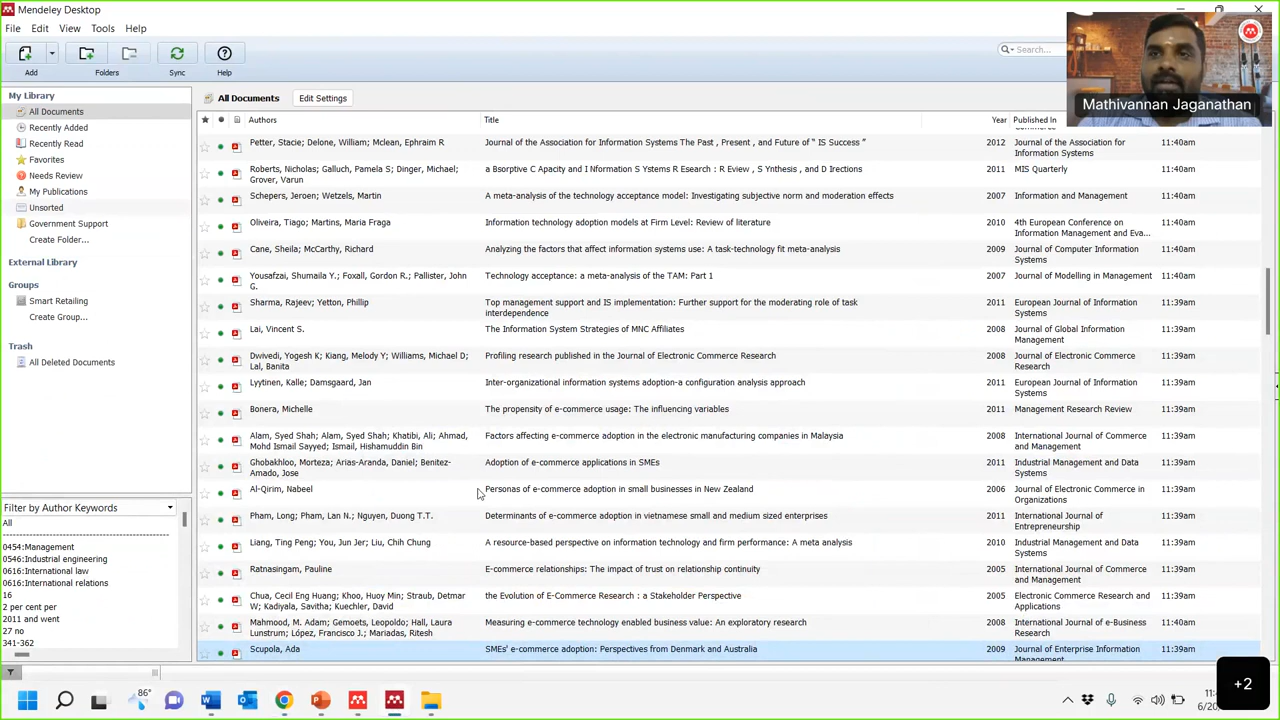 Mendeley Desktop
File Edit View Tools Help
Add Folders Sync Help
Search...
Mathivannan Jaganathan
My Library
All Documents
Recently Added
Recently Read
Favorites
Needs Review
My Publications
Unsorted
Government Support
Create Folder...
External Library
Groups
Smart Retailing
Create Group...
Trash
All Deleted Documents
Filter by Author Keywords
All
0454:Management
0546:Industrial engineering
0616:International law
0616:International relations
16
2 per cent per
2011 and went
27 no
341-362
All Documents Edit Settings
Authors Title Year Published In
Petter, Stacie; Delone, William; Mclean, Ephraim R Journal of the Association for Information Systems The Past , Present , and Future of “ IS Success ” 2012 Journal of the Association for 11:40am
Information Systems
Roberts, Nicholas; Galluch, Pamela S; Dinger, Michael; a Bsorptive C Apacity and I Nformation S Ystems R Esearch : R Eview , S Ynthesis , and D Irections 2011 MIS Quarterly 11:40am
Grover, Varun
Schepers, Jeroen; Wetzels, Martin A meta-analysis of the technology acceptance model: Investigating subjective norm and moderation effects 2007 Information and Management 11:40am
Oliveira, Tiago; Martins, Maria Fraga Information technology adoption models at Firm Level: Review of literature 2010 4th European Conference on 11:40am
Information Management and Eva...
Cane, Sheila; McCarthy, Richard Analyzing the factors that affect information systems use: A task-technology fit meta-analysis 2009 Journal of Computer Information 11:40am
Systems
Yousafzai, Shumaila Y.; Foxall, Gordon R.; Pallister, John Technology acceptance: a meta-analysis of the TAM: Part 1 2007 Journal of Modelling in Management 11:40am
G.
Sharma, Rajeev; Yetton, Phillip Top management support and IS implementation: Further support for the moderating role of task 2011 European Journal of Information 11:39am
interdependence Systems
Lai, Vincent S. The Information System Strategies of MNC Affiliates 2008 Journal of Global Information 11:39am
Management
Dwivedi, Yogesh K; Kiang, Melody Y; Williams, Michael D; Profiling research published in the Journal of Electronic Commerce Research 2008 Journal of Electronic Commerce 11:39am
Lal, Banita Research
Lyytinen, Kalle; Damsgaard, Jan Inter-organizational information systems adoption-a configuration analysis approach 2011 European Journal of Information 11:39am
Systems
Bonera, Michelle The propensity of e-commerce usage: The influencing variables 2011 Management Research Review 11:39am
Alam, Syed Shah; Alam, Syed Shah; Khatibi, Ali; Ahmad, Factors affecting e-commerce adoption in the electronic manufacturing companies in Malaysia 2008 International Journal of Commerce 11:39am
Mohd Ismail Sayyed; Ismail, Hishamuddin Bin and Management
Ghobakhloo, Morteza; Arias-Aranda, Daniel; Benitez- Adoption of e-commerce applications in SMEs 2011 Industrial Management and Data 11:39am
Amado, Jose Systems
Al-Qirim, Nabeel Personas of e-commerce adoption in small businesses in New Zealand 2006 Journal of Electronic Commerce in 11:39am
Organizations
Pham, Long; Pham, Lan N.; Nguyen, Duong T.T. Determinants of e-commerce adoption in vietnamese small and medium sized enterprises 2011 International Journal of 11:39am
Entrepreneurship
Liang, Ting Peng; You, Jun Jer; Liu, Chih Chung A resource-based perspective on information technology and firm performance: A meta analysis 2010 Industrial Management and Data 11:39am
Systems
Ratnasingam, Pauline E-commerce relationships: The impact of trust on relationship continuity 2005 International Journal of Commerce 11:39am
and Management
Chua, Cecil Eng Huang; Khoo, Huoy Min; Straub, Detmar the Evolution of E-Commerce Research : a Stakeholder Perspective 2005 Electronic Commerce Research and 11:39am
W; Kadiyala, Savitha; Kuechler, David Applications
Mahmood, M. Adam; Gemoets, Leopoldo; Hall, Laura Measuring e-commerce technology enabled business value: An exploratory research 2008 International Journal of e-Business 11:39am
Lunstrum; López, Francisco J.; Mariadas, Ritesh Research
Scupola, Ada SMEs' e-commerce adoption: Perspectives from Denmark and Australia 2009 Journal of Enterprise Information 11:39am
Management
86°
+2